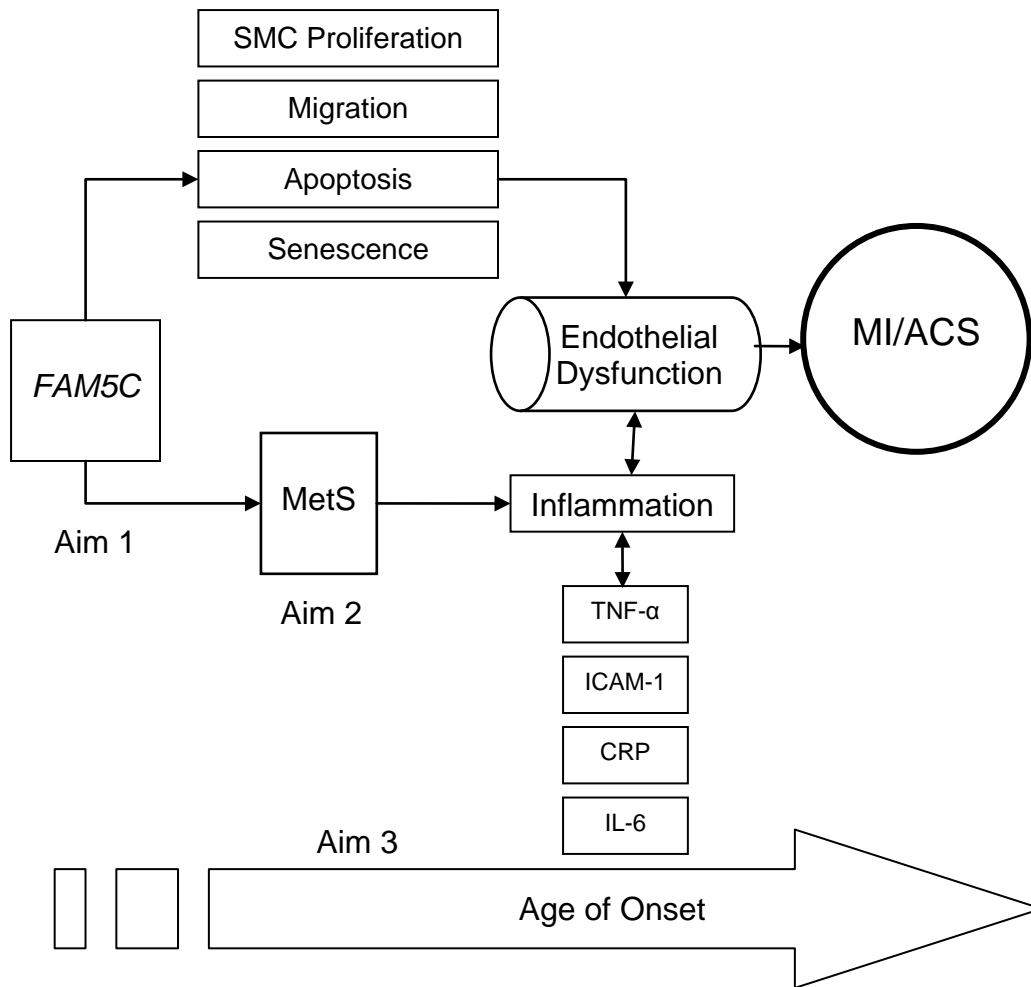 SMC Proliferation
Migration
Apoptosis
Senescence
FAM5C
Endothelial
Dysfunction
MI/ACS
MetS
Inflammation
Aim 1
Aim 2
TNF-α
ICAM-1
CRP
IL-6
Aim 3
Age of Onset